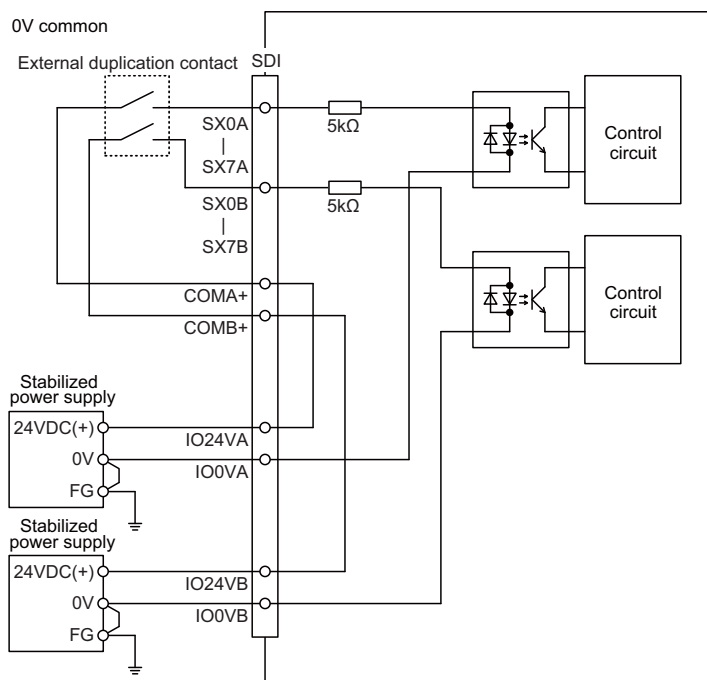 0V common
External duplication contact
SDI
SX0A
|
SX7A
5kΩ
Control
circuit
SX0B
|
SX7B
5kΩ
COMA+
COMB+
Control
circuit
Stabilized
power supply
24VDC(+)
IO24VA
0V
IO0VA
FG
Stabilized
power supply
24VDC(+)
IO24VB
0V
IO0VB
FG